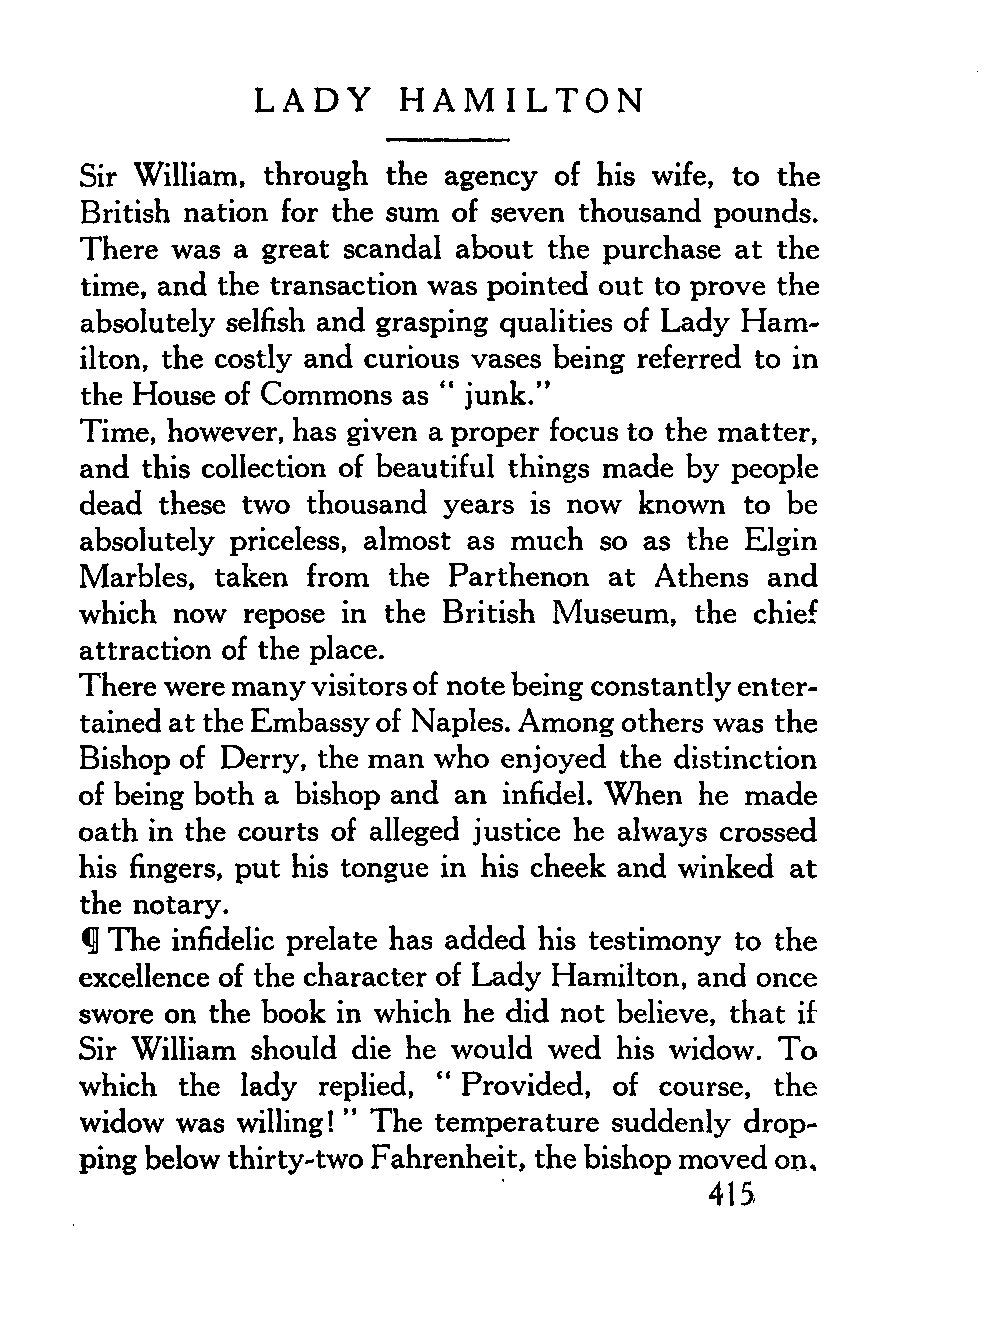 LADY HAMILTON
Sir William, through the agency of his wife, to the
British nation for the sum of seven thousand pounds.
There was a great scandal about the purchase at the
time, and the transaction was pointed out to prove the
absolutely selfish and grasping qualities of Lady Ham-
ilton, the costly and curious vases being referred to in
the House of Commons as “ junk.”
Time, however, has given a proper focus to the matter,
and this collection of beautiful things made by people
dead these two thousand years is now known to be
absolutely priceless, almost as much so as the Elgin
Marbles, taken from the Parthenon at Athens and
which now repose in the British Museum, the chief
attraction of the place.
There were many visitors of note being constantly enter-
tained at the Embassy of Naples. Among others was the
Bishop of Derry, the man who enjoyed the distinction
of being both a bishop and an infidel. When he made
oath in the courts of alleged justice he always crossed
his fingers, put his tongue in his cheek and winked at
the notary.
¶ The infidelic prelate has added his testimony to the
excellence of the character of Lady Hamilton, and once
swore on the book in which he did not believe, that if
Sir William should die he would wed his widow. To
which the lady replied, “ Provided, of course, the
widow was willing! ” The temperature suddenly drop-
ping below thirty-two Fahrenheit, the bishop moved on.
415